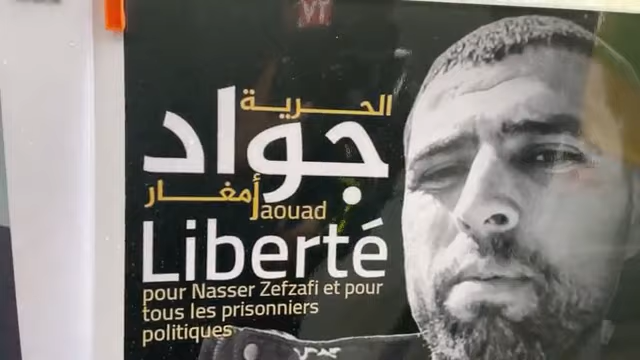 الحرية
جواد
أمغار
Jaouad
Liberté
pour Nasser Zefzafi et pour
tous les prisonniers
politiques